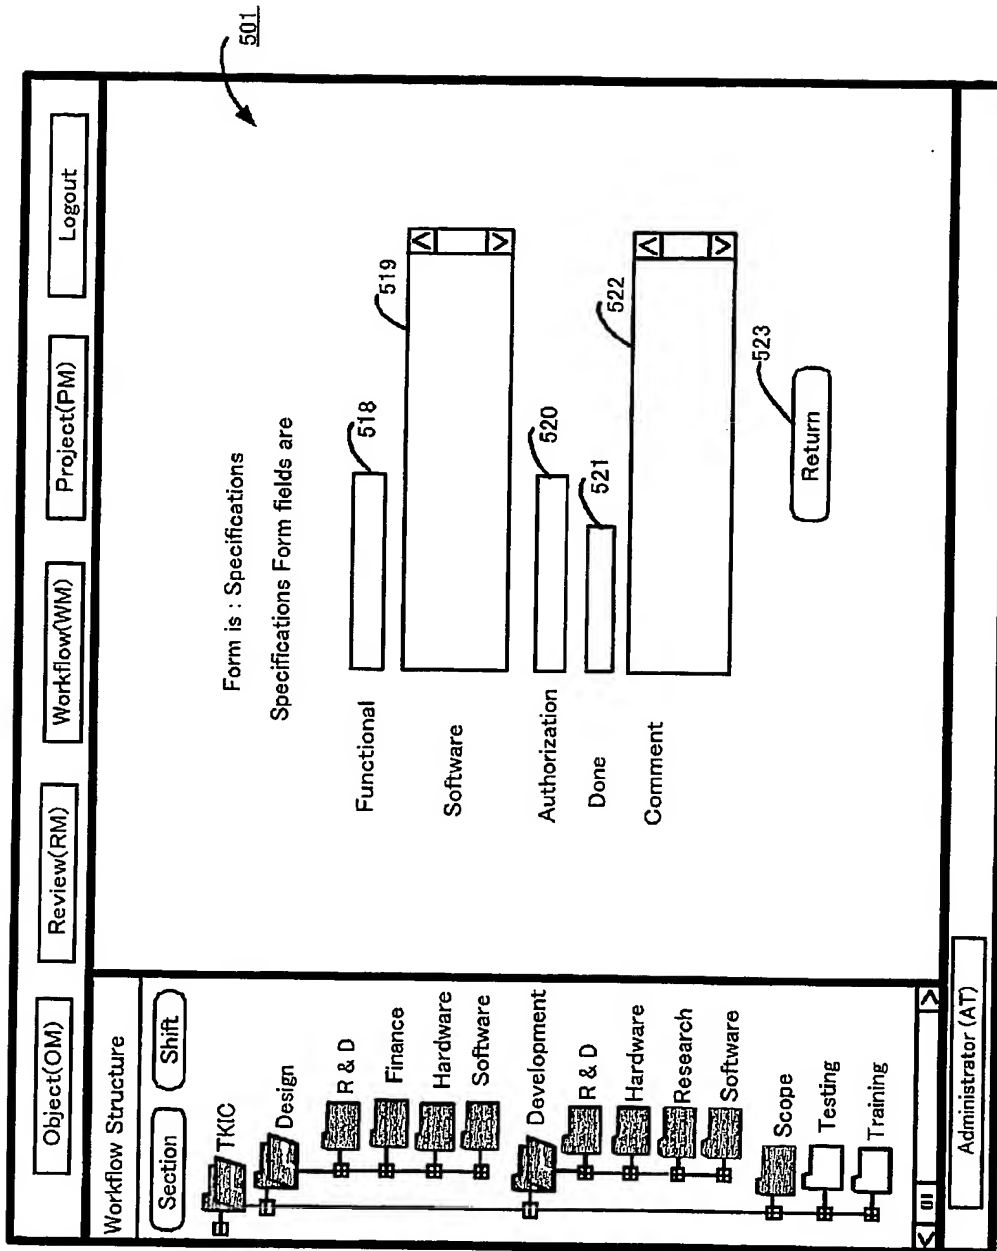 501
Object(OM) Review(RM) Workflow(WM) Project(PM) Logout
Workflow Structure
Section Shift
TKIC
Design
R & D
Finance
Hardware
Software
Development
R & D
Hardware
Research
Software
Scope
Testing
Training
Form is : Specifications
Specifications Form fields are
Functional 518
Software 519
Authorization 520
Done 521
Comment 522
Return 523
Administrator (AT)